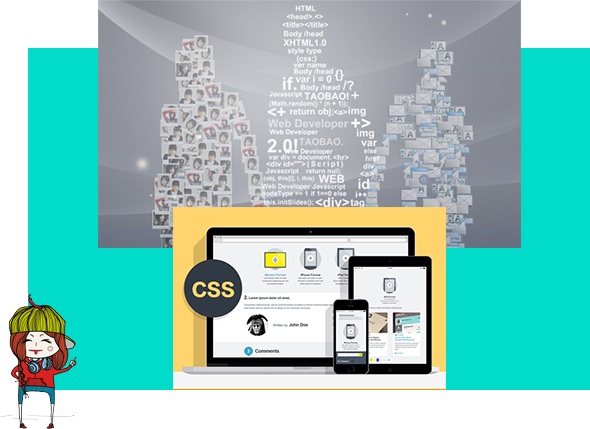 HTML
<head>.<>
<title></title>
Body /head
XHTML1.0
style type
{css;}
ver name
Body /head
if. var i = 0 {}
Body /head /?
Javascript TAOBAO! +
(Math.random() * (n + 1));
<+ return obj;<a>img
Web Developer +>
Web Developer img
2.0! TAOBAO. var
Web Developer else
var div = document. <hr> href
<div id=""> { S c r i p t } div
Javascript return null; <a>
(obj, this[i], i, this) WEB
Web Developer Javascript id
nodeType == 1 if 1==0 else i++
this.initSlides(); <div>tag
CSS
iPhone Format
2. Lorem ipsum dolor sit amet,
Written by John Doe
3 Comments